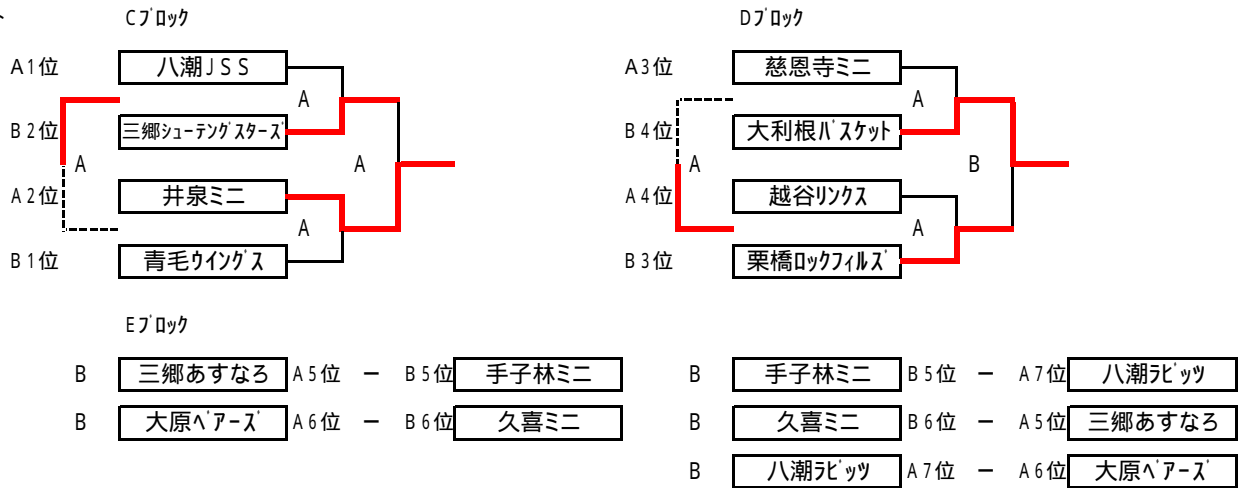 Cブロック Dブロック
A1位 八潮JSS A3位 慈恩寺ミニ
A A
B2位 三郷シューテングスターズ B4位 大利根バスケット
A A A B
A2位 井泉ミニ A4位 越谷リンクス
A A
B1位 青毛ウイングス B3位 栗橋ロックフィルズ
Eブロック
B 三郷あすなろ A5位 － B5位 手子林ミニ B 手子林ミニ B5位 － A7位 八潮ラビッツ
B 大原ベアーズ A6位 － B6位 久喜ミニ B 久喜ミニ B6位 － A5位 三郷あすなろ
B 八潮ラビッツ A7位 － A6位 大原ベアーズ